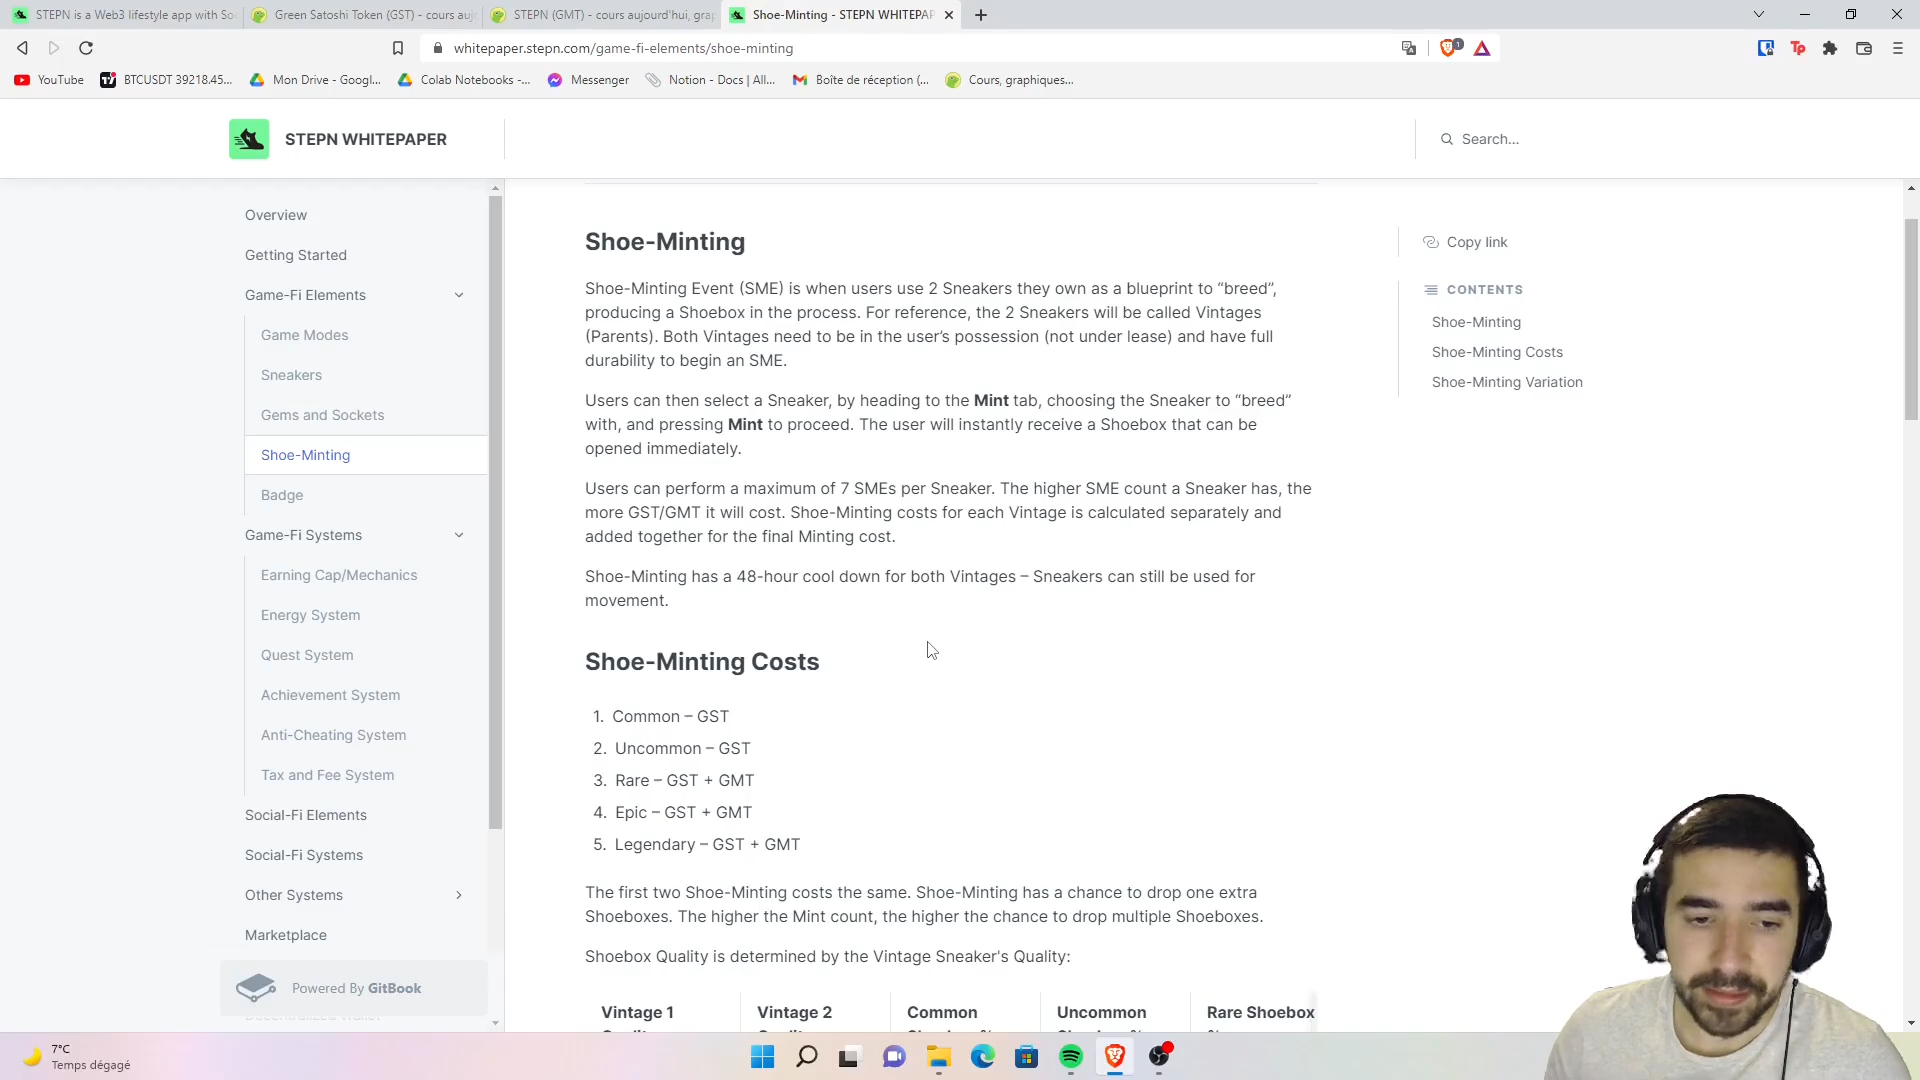 STEPN is a Web3 lifestyle app with So
Green Satoshi Token (GST) - cours auj
STEPN (GMT) - cours aujourd'hui, gra
Shoe-Minting - STEPN WHITEPAP
whitepaper.stepn.com/game-fi-elements/shoe-minting
1
YouTube
BTCUSDT 39218.45...
Mon Drive - Googl...
Colab Notebooks -...
Messenger
Notion - Docs | All...
Boîte de réception (...
Cours, graphiques...
STEPN WHITEPAPER
Search...
Overview
Getting Started
Game-Fi Elements
Game Modes
Sneakers
Gems and Sockets
Shoe-Minting
Badge
Game-Fi Systems
Earning Cap/Mechanics
Energy System
Quest System
Achievement System
Anti-Cheating System
Tax and Fee System
Social-Fi Elements
Social-Fi Systems
Other Systems
Marketplace
Powered By GitBook
Shoe-Minting
Shoe-Minting Event (SME) is when users use 2 Sneakers they own as a blueprint to “breed”,
producing a Shoebox in the process. For reference, the 2 Sneakers will be called Vintages
(Parents). Both Vintages need to be in the user’s possession (not under lease) and have full
durability to begin an SME.
Users can then select a Sneaker, by heading to the Mint tab, choosing the Sneaker to “breed”
with, and pressing Mint to proceed. The user will instantly receive a Shoebox that can be
opened immediately.
Users can perform a maximum of 7 SMEs per Sneaker. The higher SME count a Sneaker has, the
more GST/GMT it will cost. Shoe-Minting costs for each Vintage is calculated separately and
added together for the final Minting cost.
Shoe-Minting has a 48-hour cool down for both Vintages – Sneakers can still be used for
movement.
Shoe-Minting Costs
1. Common – GST
2. Uncommon – GST
3. Rare – GST + GMT
4. Epic – GST + GMT
5. Legendary – GST + GMT
The first two Shoe-Minting costs the same. Shoe-Minting has a chance to drop one extra
Shoeboxes. The higher the Mint count, the higher the chance to drop multiple Shoeboxes.
Shoebox Quality is determined by the Vintage Sneaker's Quality:
Vintage 1
Vintage 2
Common
Uncommon
Rare Shoebox
Copy link
CONTENTS
Shoe-Minting
Shoe-Minting Costs
Shoe-Minting Variation
7°C
Temps dégagé